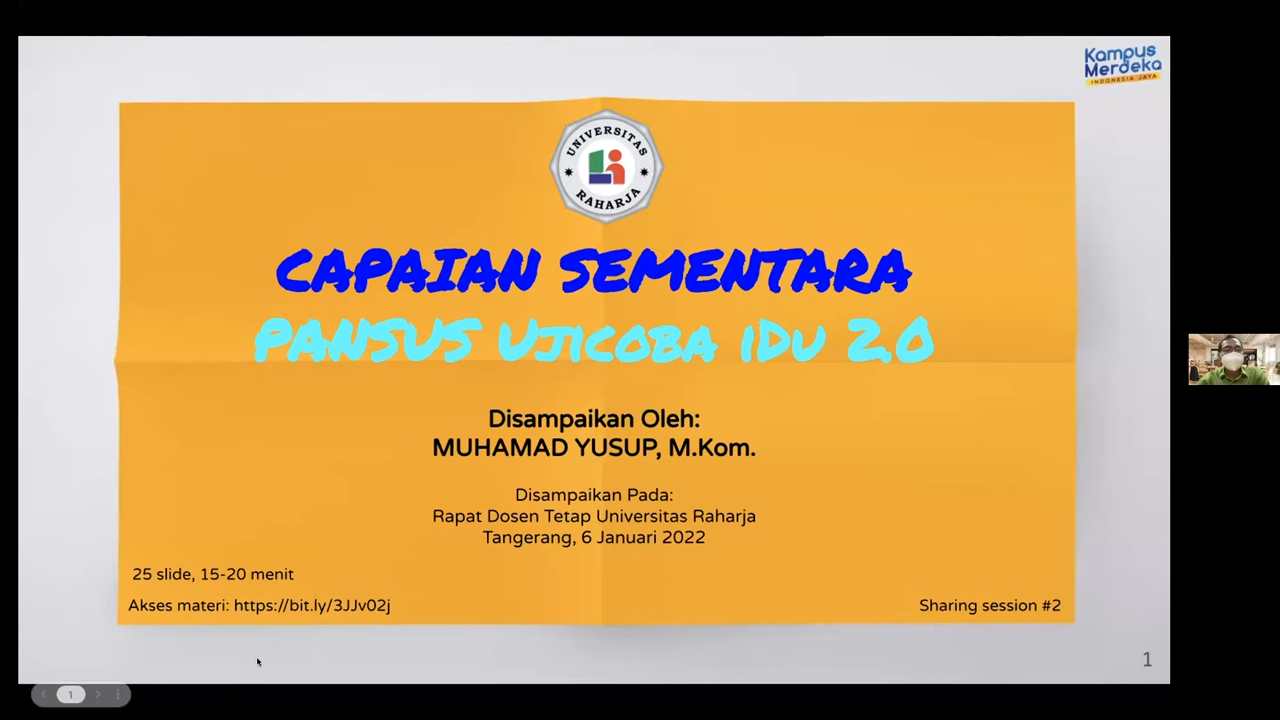 Kampus
Merdeka
INDONESIA JAYA
UNIVERSITAS
RAHARJA
CAPAIAN SEMENTARA
PANSUS UJICOBA iDU 2.0
Disampaikan Oleh:
MUHAMAD YUSUP, M.Kom.
Disampaikan Pada:
Rapat Dosen Tetap Universitas Raharja
Tangerang, 6 Januari 2022
25 slide, 15-20 menit
Akses materi: https://bit.ly/3JJv02j
Sharing session #2
1
1